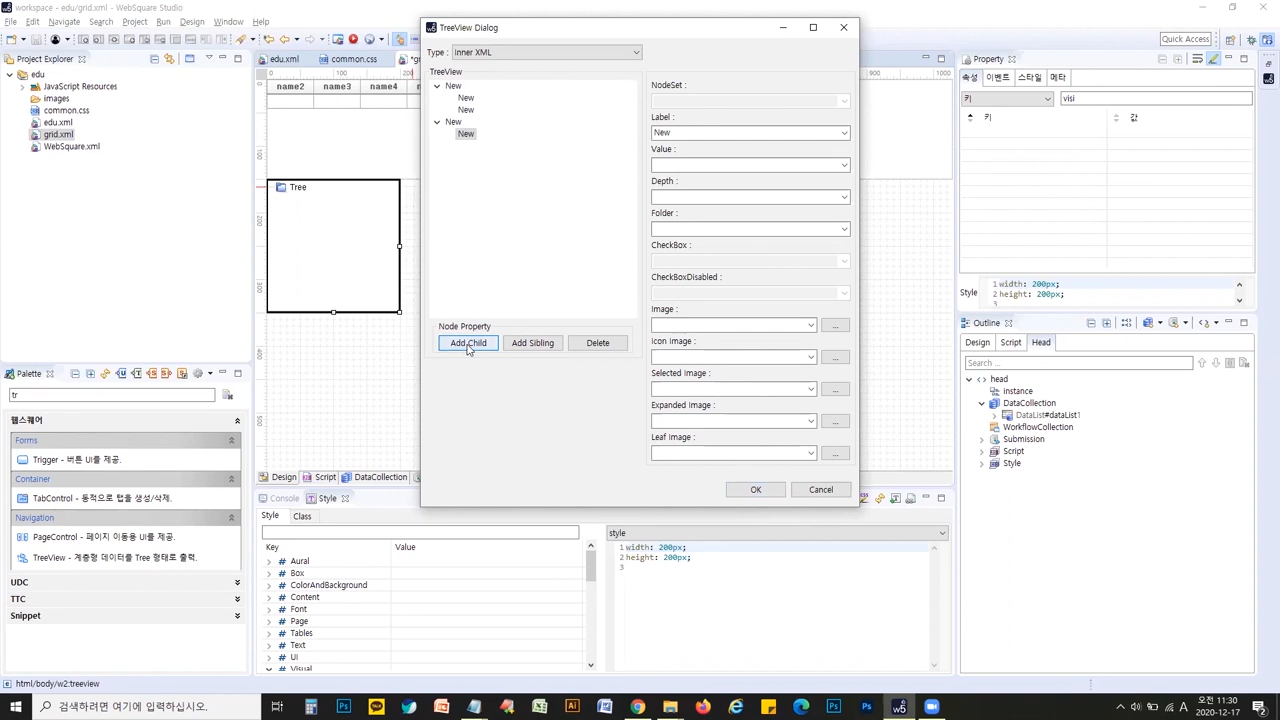 workspace - edu/grid.xml - WebSquare Studio
File Edit Navigate Search Project Run Design Window Help
Quick Access
Project Explorer
edu
JavaScript Resources
images
common.css
edu.xml
grid.xml
WebSquare.xml
edu.xml
common.css
0 100 200
900 1000
name2 name3 name4
Tree
Design Script DataCollection
TreeView Dialog
Type : Inner XML
TreeView
New
New
New
New
New
Node Property
Add Child Add Sibling Delete
NodeSet :
Label :
New
Value :
Depth :
Folder :
CheckBox :
CheckBoxDisabled :
Image :
...
Icon Image :
...
Selected Image :
...
Expanded Image :
...
Leaf Image :
...
OK Cancel
Property
속성 이벤트 스타일 메타
키 visi
키 값
Style
1 width: 200px;
2 height: 200px;
3
Outline
Design Script Head
Search...
head
instance
DataCollection
DataList#dataList1
WorkflowCollection
Submission
Script
Style
Palette
tr
웹스퀘어
Forms
Trigger - 버튼 UI를 제공.
Container
TabControl - 동적으로 탭을 생성/삭제.
Navigation
PageControl - 페이지 이동용 UI를 제공.
TreeView - 계층형 데이터를 Tree 형태로 출력.
UDC
TTC
Snippet
Console Style
Style Class
style
Key Value
# Aural
# Box
# ColorAndBackground
# Content
# Font
# Page
# Tables
# Text
# UI
# Visual
1 width: 200px;
2 height: 200px;
3
html/body/w2:treeview
검색하려면 여기에 입력하십시오.
오전 11:30
2020-12-17